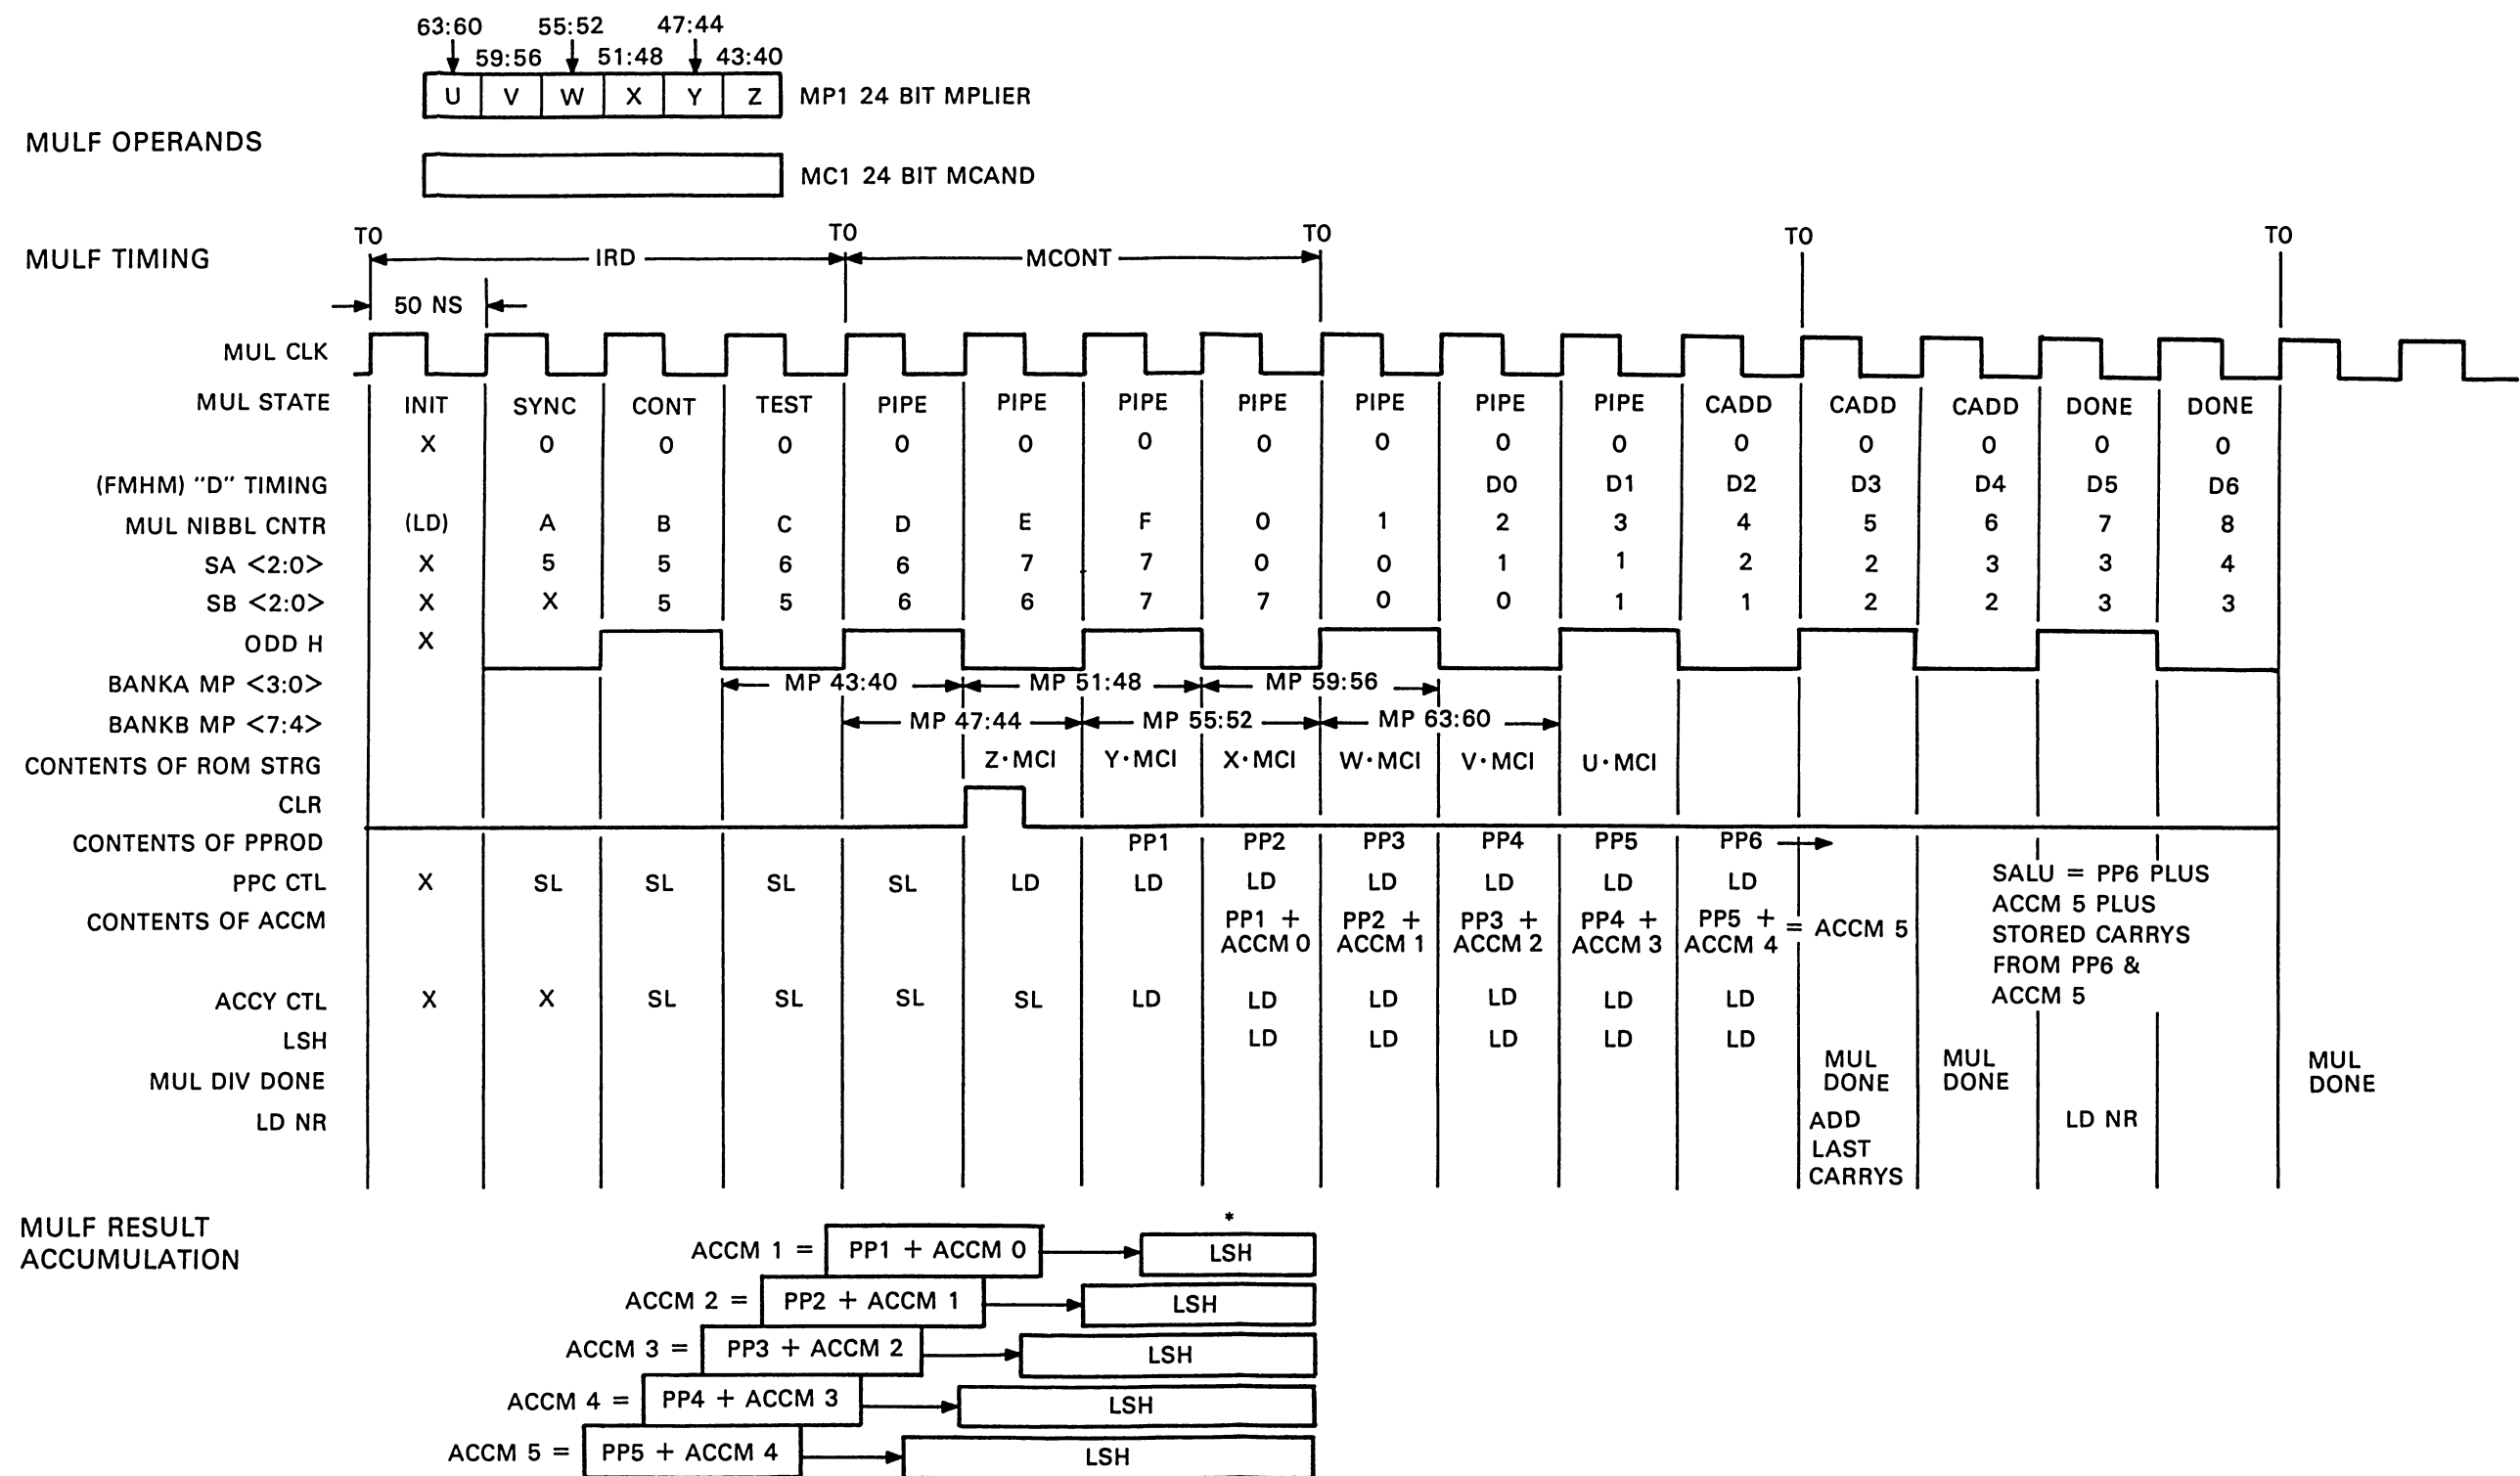 63:60 55:52 47:44
59:56 51:48 43:40
U V W X Y Z MP1 24 BIT MPLIER
MULF OPERANDS
MC1 24 BIT MCAND
TO TO TO TO TO
MULF TIMING IRD MCONT
50 NS
MUL CLK
MUL STATE INIT SYNC CONT TEST PIPE PIPE PIPE PIPE PIPE PIPE PIPE CADD CADD CADD DONE DONE
X 0 0 0 0 0 0 0 0 0 0 0 0 0 0 0
(FMHM) "D" TIMING D0 D1 D2 D3 D4 D5 D6
MUL NIBBL CNTR (LD) A B C D E F 0 1 2 3 4 5 6 7 8
SA <2:0> X 5 5 6 6 7 7 0 0 1 1 2 2 3 3 4
SB <2:0> X X 5 5 6 6 7 7 0 0 1 1 2 2 3 3
ODD H X
BANKA MP <3:0> MP 43:40 MP 51:48 MP 59:56
BANKB MP <7:4> MP 47:44 MP 55:52 MP 63:60
CONTENTS OF ROM STRG Z·MCI Y·MCI X·MCI W·MCI V·MCI U·MCI
CLR
CONTENTS OF PPROD PP1 PP2 PP3 PP4 PP5 PP6
PPC CTL X SL SL SL SL LD LD LD LD LD LD LD
CONTENTS OF ACCM PP1 + ACCM 0 PP2 + ACCM 1 PP3 + ACCM 2 PP4 + ACCM 3 PP5 + ACCM 4 = ACCM 5
SALU = PP6 PLUS
ACCM 5 PLUS
STORED CARRYS
FROM PP6 &
ACCM 5
ACCY CTL X X SL SL SL SL LD LD LD LD LD LD
LSH LD LD LD LD LD
MUL DIV DONE MUL DONE MUL DONE MUL DONE
LD NR ADD LAST CARRYS LD NR
MULF RESULT
ACCUMULATION
*
ACCM 1 = PP1 + ACCM 0 LSH
ACCM 2 = PP2 + ACCM 1 LSH
ACCM 3 = PP3 + ACCM 2 LSH
ACCM 4 = PP4 + ACCM 3 LSH
ACCM 5 = PP5 + ACCM 4 LSH